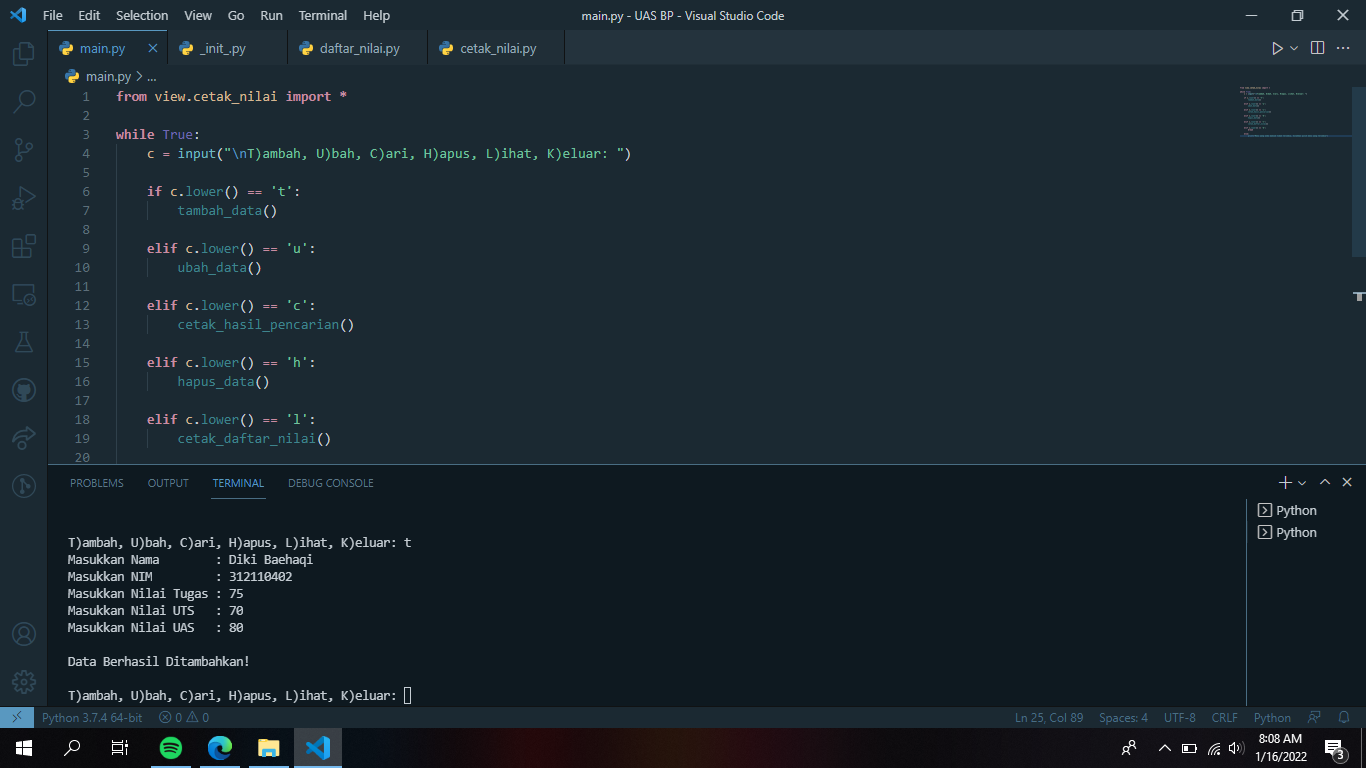 File Edit Selection View Go Run Terminal Help main.py - UAS BP - Visual Studio Code
main.py _init_.py daftar_nilai.py cetak_nilai.py
main.py > ...
1 from view.cetak_nilai import *
2
3 while True:
4 c = input("\nT)ambah, U)bah, C)ari, H)apus, L)ihat, K)eluar: ")
5
6 if c.lower() == 't':
7 tambah_data()
8
9 elif c.lower() == 'u':
10 ubah_data()
11
12 elif c.lower() == 'c':
13 cetak_hasil_pencarian()
14
15 elif c.lower() == 'h':
16 hapus_data()
17
18 elif c.lower() == 'l':
19 cetak_daftar_nilai()
20
PROBLEMS OUTPUT TERMINAL DEBUG CONSOLE
Python
Python
T)ambah, U)bah, C)ari, H)apus, L)ihat, K)eluar: t
Masukkan Nama : Diki Baehaqi
Masukkan NIM : 312110402
Masukkan Nilai Tugas : 75
Masukkan Nilai UTS : 70
Masukkan Nilai UAS : 80
Data Berhasil Ditambahkan!
T)ambah, U)bah, C)ari, H)apus, L)ihat, K)eluar:
Python 3.7.4 64-bit 0 0 Ln 25, Col 89 Spaces: 4 UTF-8 CRLF Python
8:08 AM
1/16/2022
3